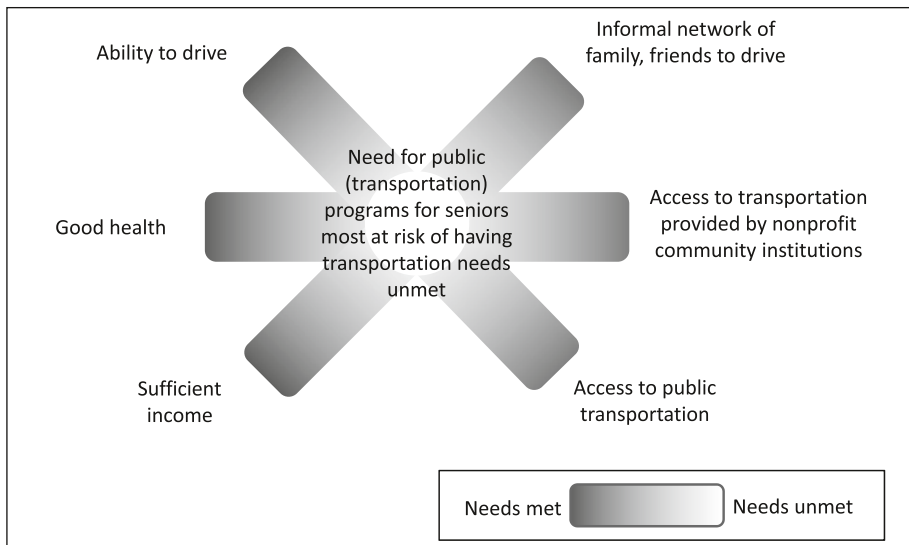 Ability to drive
Informal network of
family, friends to drive
Need for public
(transportation)
programs for seniors
most at risk of having
transportation needs
unmet
Good health
Access to transportation
provided by nonprofit
community institutions
Sufficient
income
Access to public
transportation
Needs met
Needs unmet